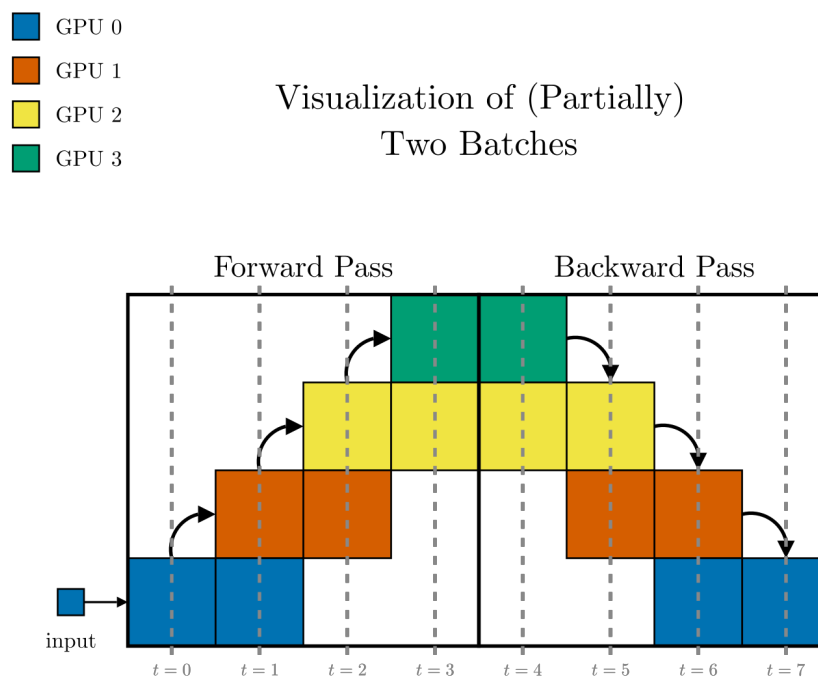 GPU 0
GPU 1
GPU 2
GPU 3
Visualization of (Partially)
Two Batches
Forward Pass
Backward Pass
input
t = 0
t = 1
t = 2
t = 3
t = 4
t = 5
t = 6
t = 7